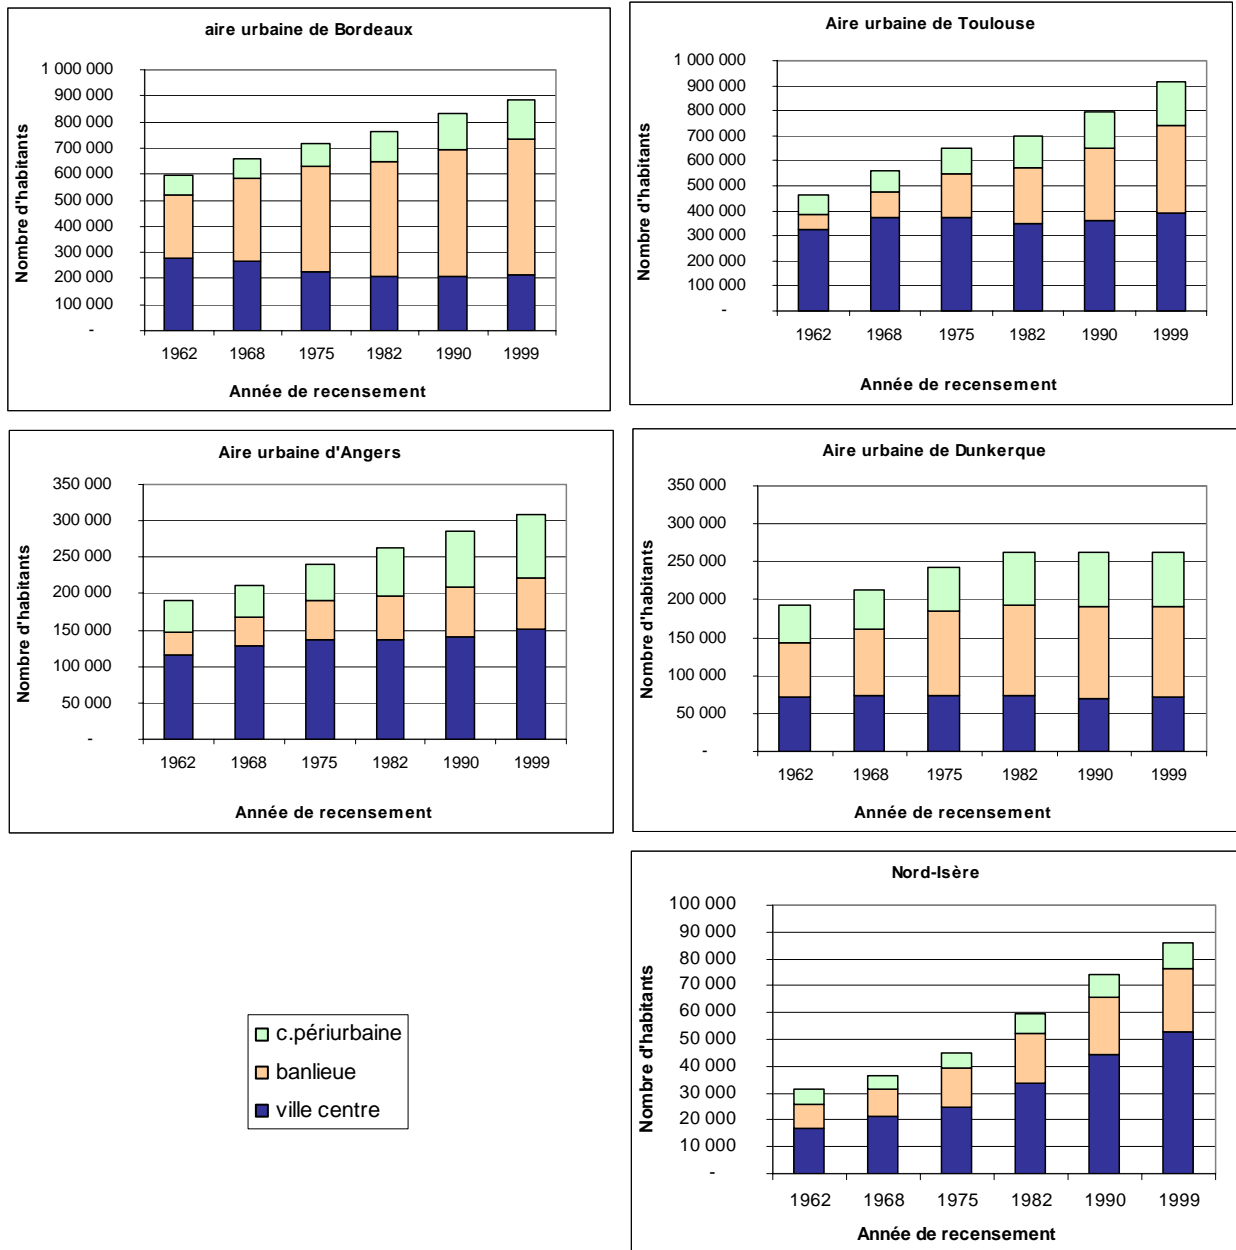 aire urbaine de Bordeaux
1 000 000
900 000
800 000
700 000
600 000
500 000
400 000
300 000
200 000
100 000
-
Nombre d'habitants
1962 1968 1975 1982 1990 1999
Année de recensement
Aire urbaine de Toulouse
1 000 000
900 000
800 000
700 000
600 000
500 000
400 000
300 000
200 000
100 000
-
Nombre d'habitants
1962 1968 1975 1982 1990 1999
Année de recensement
Aire urbaine d'Angers
350 000
300 000
250 000
200 000
150 000
100 000
50 000
-
Nombre d'habitants
1962 1968 1975 1982 1990 1999
Année de recensement
Aire urbaine de Dunkerque
350 000
300 000
250 000
200 000
150 000
100 000
50 000
-
Nombre d'habitants
1962 1968 1975 1982 1990 1999
Année de recensement
c.périurbaine
banlieue
ville centre
Nord-Isère
100 000
90 000
80 000
70 000
60 000
50 000
40 000
30 000
20 000
10 000
-
Nombre d'habitants
1962 1968 1975 1982 1990 1999
Année de recensement